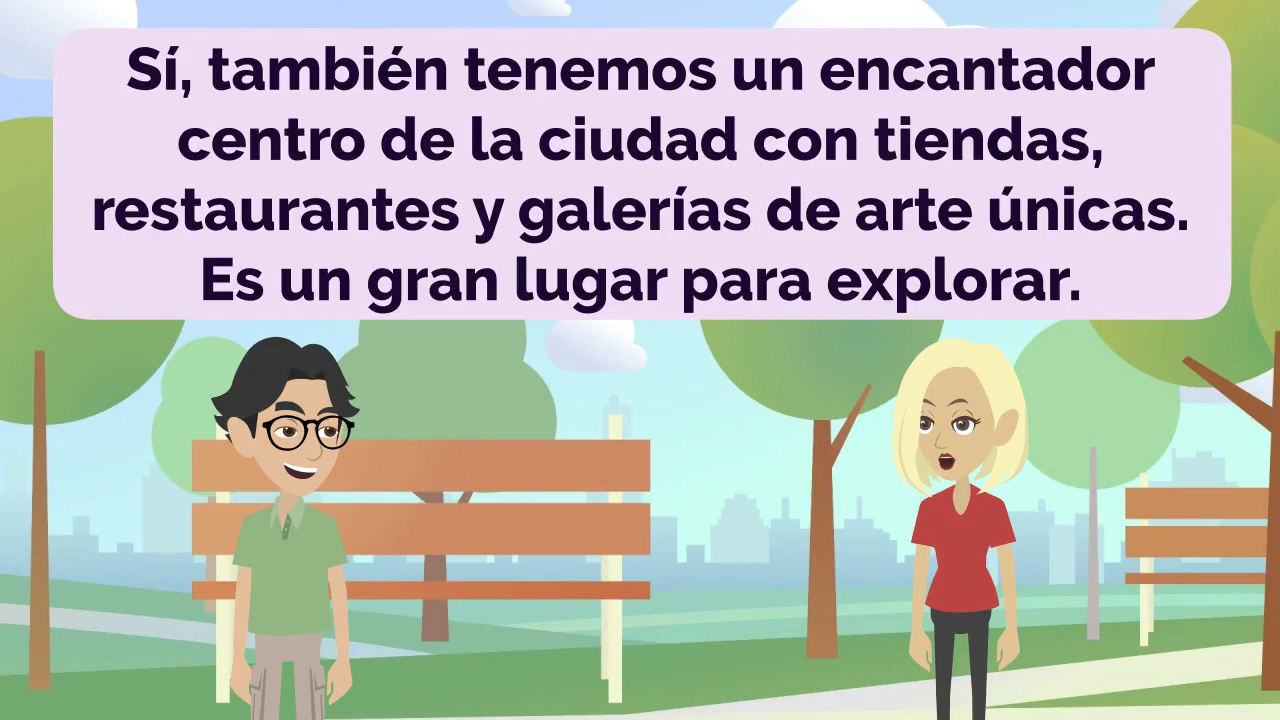 Sí, también tenemos un encantador
centro de la ciudad con tiendas,
restaurantes y galerías de arte únicas.
Es un gran lugar para explorar.